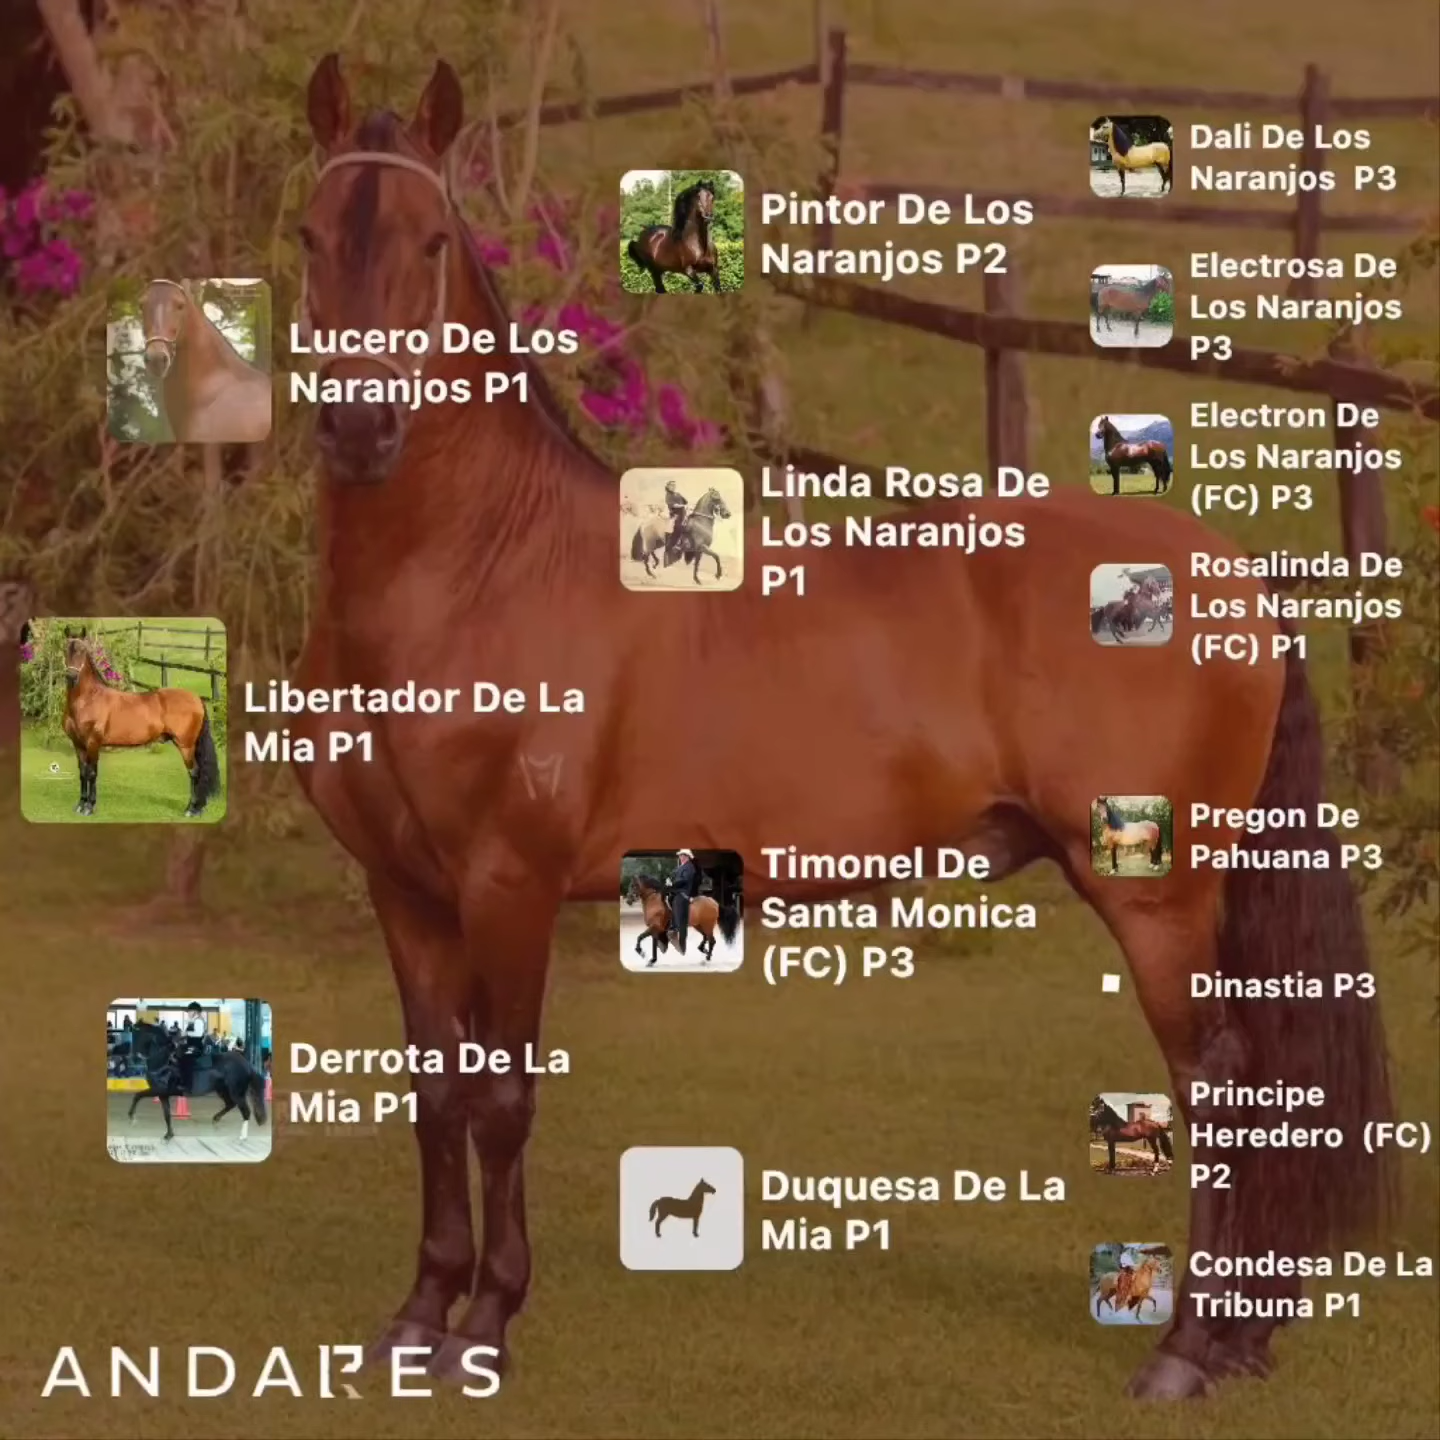 Lucero De Los
Naranjos P1
Libertador De La
Mia P1
Derrota De La
Mia P1
Pintor De Los
Naranjos P2
Linda Rosa De
Los Naranjos
P1
Timonel De
Santa Monica
(FC) P3
Duquesa De La
Mia P1
Dali De Los
Naranjos P3
Electrosa De
Los Naranjos
P3
Electron De
Los Naranjos
(FC) P3
Rosalinda De
Los Naranjos
(FC) P1
Pregon De
Pahuana P3
Dinastia P3
Principe
Heredero (FC)
P2
Condesa De La
Tribuna P1
ANDARES